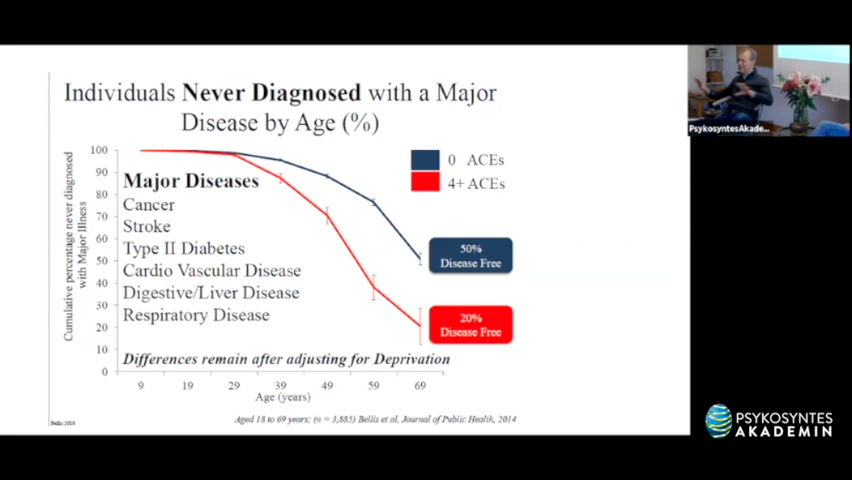 Individuals Never Diagnosed with a Major
Disease by Age (%)
Cumulative percentage never diagnosed
with Major Illness
100
90
80
70
60
50
40
30
20
10
0
Major Diseases
Cancer
Stroke
Type II Diabetes
Cardio Vascular Disease
Digestive/Liver Disease
Respiratory Disease
Differences remain after adjusting for Deprivation
0 ACEs
4+ ACEs
50%
Disease Free
20%
Disease Free
9 19 29 39 49 59 69
Age (years)
Aged 18 to 69 years; (n = 3,885) Bellis et al, Journal of Public Health, 2014
Bellis 2014
PsykosyntesAkade...
PSYKOSYNTES
AKADEMIN